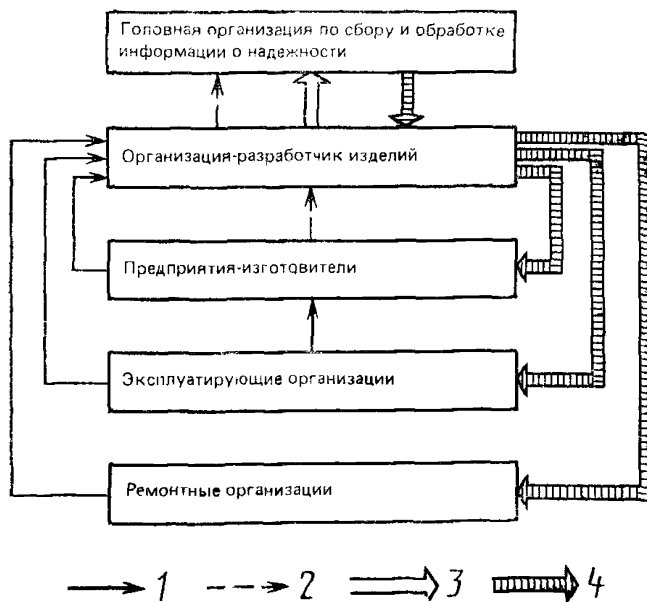 Головная организация по сбору и обработке
информации о надежности
Организация-разработчик изделий
Предприятия-изготовители
Эксплуатирующие организации
Ремонтные организации
1 2 3 4